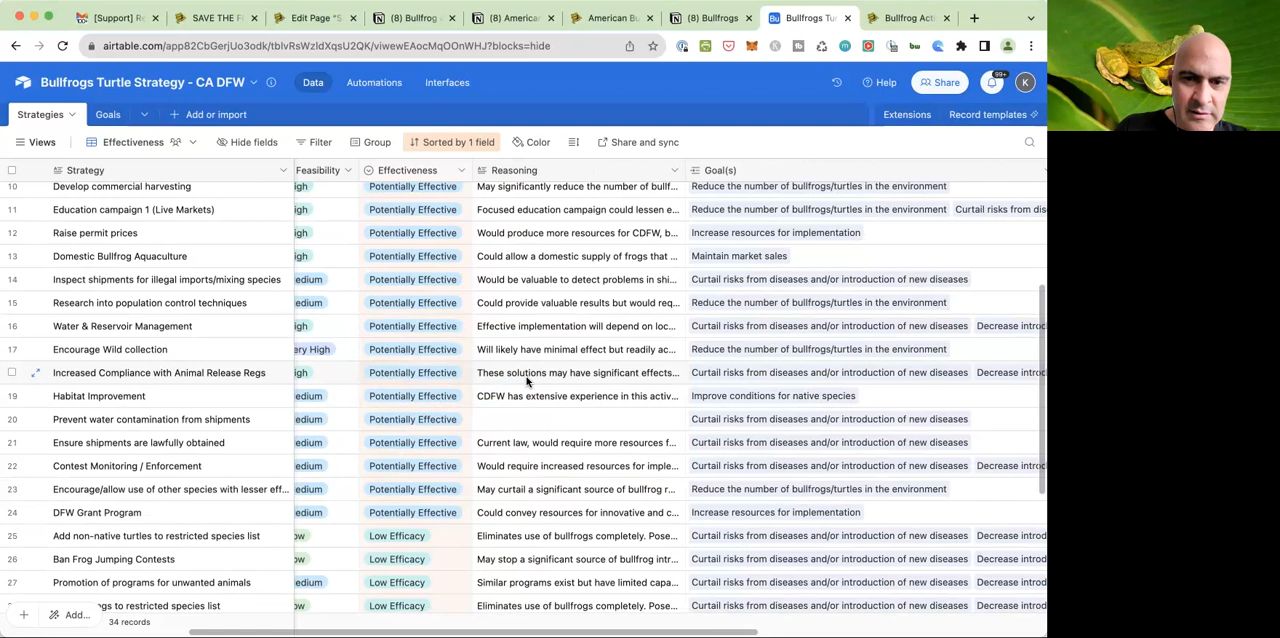 [Support] R
SAVE THE F
Edit Page "S
(8) Bullfrog
(8) American
American Bu
(8) Bullfrogs
Bullfrogs Tu
Bullfrog Act
airtable.com/app82CbGerjUo3odk/tblvRsWzIdXqsU2QK/viwewEAocMqOOnWHJ?blocks=hide
Bullfrogs Turtle Strategy - CA DFW
Data
Automations
Interfaces
Help
Share
99+
K
Strategies
Goals
Add or import
Extensions
Record templates
Views
Effectiveness
Hide fields
Filter
Group
Sorted by 1 field
Color
Share and sync
Strategy
Feasibility
Effectiveness
Reasoning
Goal(s)
10 Develop commercial harvesting igh Potentially Effective May significantly reduce the number of bullf... Reduce the number of bullfrogs/turtles in the environment
11 Education campaign 1 (Live Markets) igh Potentially Effective Focused education campaign could lessen e... Reduce the number of bullfrogs/turtles in the environment Curtail risks from dis
12 Raise permit prices igh Potentially Effective Would produce more resources for CDFW, b... Increase resources for implementation
13 Domestic Bullfrog Aquaculture igh Potentially Effective Could allow a domestic supply of frogs that ... Maintain market sales
14 Inspect shipments for illegal imports/mixing species edium Potentially Effective Would be valuable to detect problems in shi... Curtail risks from diseases and/or introduction of new diseases
15 Research into population control techniques edium Potentially Effective Could provide valuable results but would req... Reduce the number of bullfrogs/turtles in the environment
16 Water & Reservoir Management igh Potentially Effective Effective implementation will depend on loc... Curtail risks from diseases and/or introduction of new diseases Decrease introd
17 Encourage Wild collection ery High Potentially Effective Will likely have minimal effect but readily ac... Reduce the number of bullfrogs/turtles in the environment
Increased Compliance with Animal Release Regs igh Potentially Effective These solutions may have significant effects... Curtail risks from diseases and/or introduction of new diseases Decrease introd
19 Habitat Improvement edium Potentially Effective CDFW has extensive experience in this activ... Improve conditions for native species
20 Prevent water contamination from shipments edium Potentially Effective Curtail risks from diseases and/or introduction of new diseases
21 Ensure shipments are lawfully obtained edium Potentially Effective Current law, would require more resources f... Curtail risks from diseases and/or introduction of new diseases
22 Contest Monitoring / Enforcement edium Potentially Effective Would require increased resources for imple... Curtail risks from diseases and/or introduction of new diseases Decrease introd
23 Encourage/allow use of other species with lesser eff... edium Potentially Effective May curtail a significant source of bullfrog r... Reduce the number of bullfrogs/turtles in the environment
24 DFW Grant Program edium Potentially Effective Could convey resources for innovative and c... Increase resources for implementation
25 Add non-native turtles to restricted species list ow Low Efficacy Eliminates use of bullfrogs completely. Pose... Curtail risks from diseases and/or introduction of new diseases Decrease introd
26 Ban Frog Jumping Contests ow Low Efficacy May stop a significant source of bullfrog intr... Curtail risks from diseases and/or introduction of new diseases Decrease introd
27 Promotion of programs for unwanted animals edium Low Efficacy Similar programs exist but have limited capa... Curtail risks from diseases and/or introduction of new diseases Decrease introd
gs to restricted species list ow Low Efficacy Eliminates use of bullfrogs completely. Pose... Curtail risks from diseases and/or introduction of new diseases Decrease introd
Add...
34 records